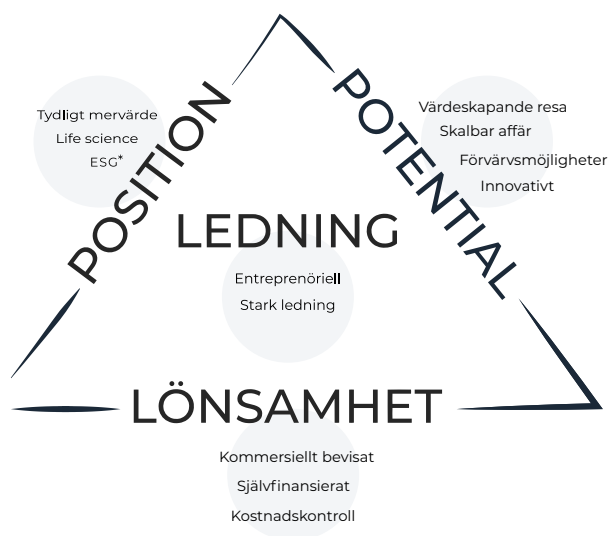 POSITION
Tydligt mervärde
Life science
ESG*
POTENTIAL
Värdeskapande resa
Skalbar affär
Förvärvsmöjligheter
Innovativt
LEDNING
Entreprenöriell
Stark ledning
LÖNSAMHET
Kommersiellt bevisat
Självfinansierat
Kostnadskontroll